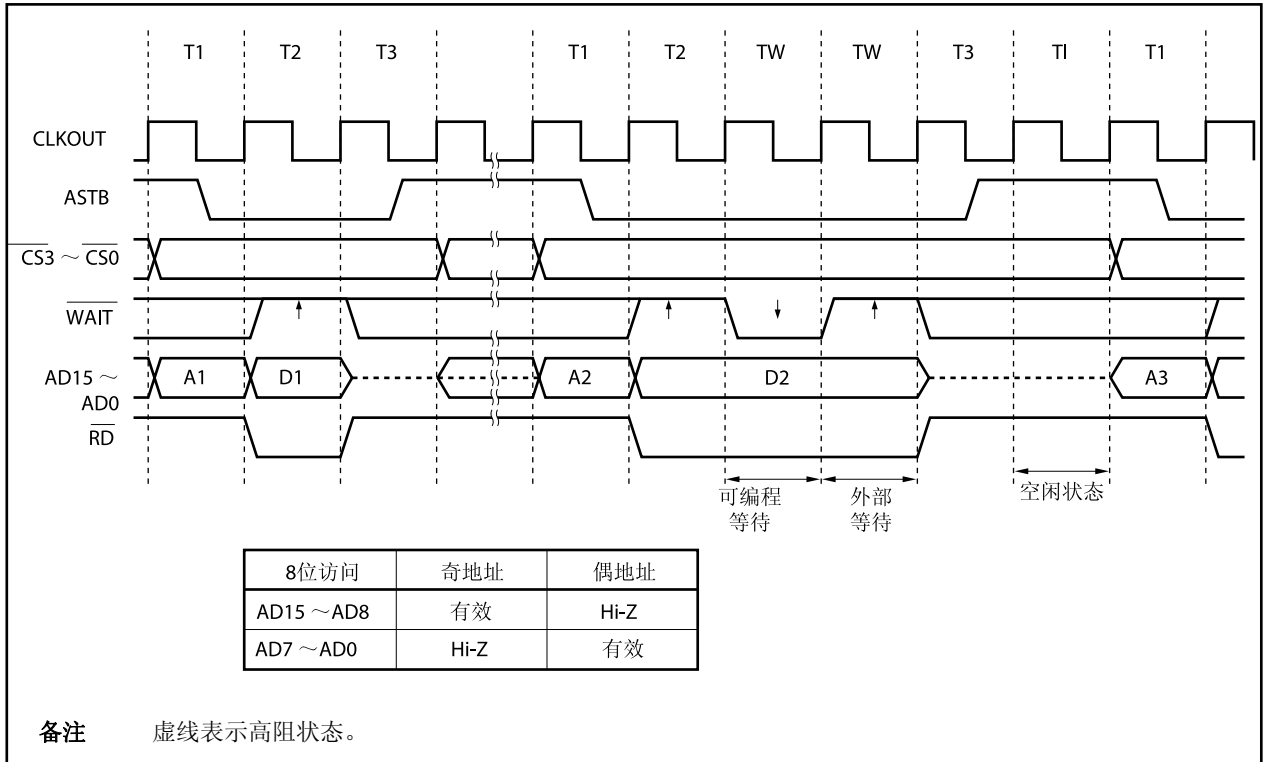 T1 T2 T3 T1 T2 TW TW T3 TI T1
CLKOUT
ASTB
CS3 ～ CS0
WAIT
AD15 ～
AD0
A1 D1 A2 D2 A3
RD
可编程
等待
外部
等待
空闲状态
8位访问 奇地址 偶地址
AD15 ～AD8 有效 Hi-Z
AD7 ～AD0 Hi-Z 有效
备注 虚线表示高阻状态。